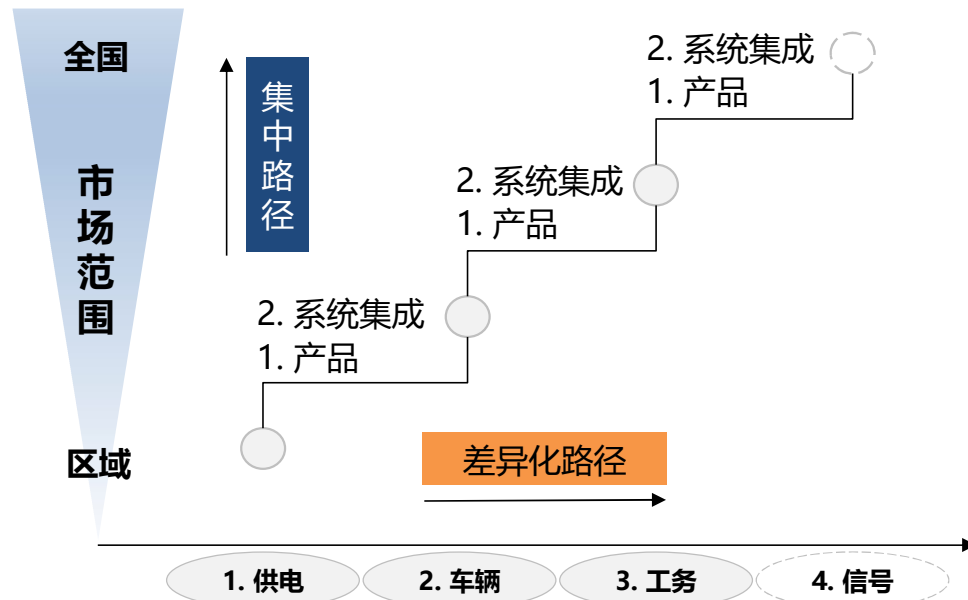 全国
市场范围
区域
集中路径
2. 系统集成
1. 产品
2. 系统集成
1. 产品
2. 系统集成
1. 产品
差异化路径
1. 供电
2. 车辆
3. 工务
4. 信号